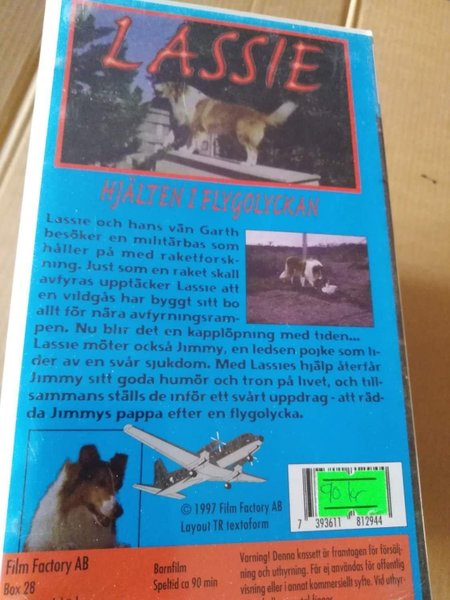 LASSIE
HJÄLTEN I FLYGOLYCKAN
Lassie och hans vän Garth
besöker en militärbas som
håller på med raketforsk-
ning. Just som en raket skall
avfyras upptäcker Lassie att
en vildgås har byggt sitt bo
allt för nära avfyrningsram-
pen. Nu blir det en kapplöpning med tiden...
Lassie möter också Jimmy, en ledsen pojke som li-
der av en svår sjukdom. Med Lassies hjälp återfår
Jimmy sitt goda humör och tron på livet, och till-
sammans ställs de inför ett svårt uppdrag - att räd-
da Jimmys pappa efter en flygolycka.
© 1997 Film Factory AB
Layout TR textaform
90 kr
7 393611 812944
Film Factory AB
Box 28
Barnfilm
Speltid ca 90 min
Varning! Denna kassett är framtagen för försälj-
ning och uthyrning. Får ej användas för offentlig
visning eller i annat kommersiellt syfte. Vid uthyr-